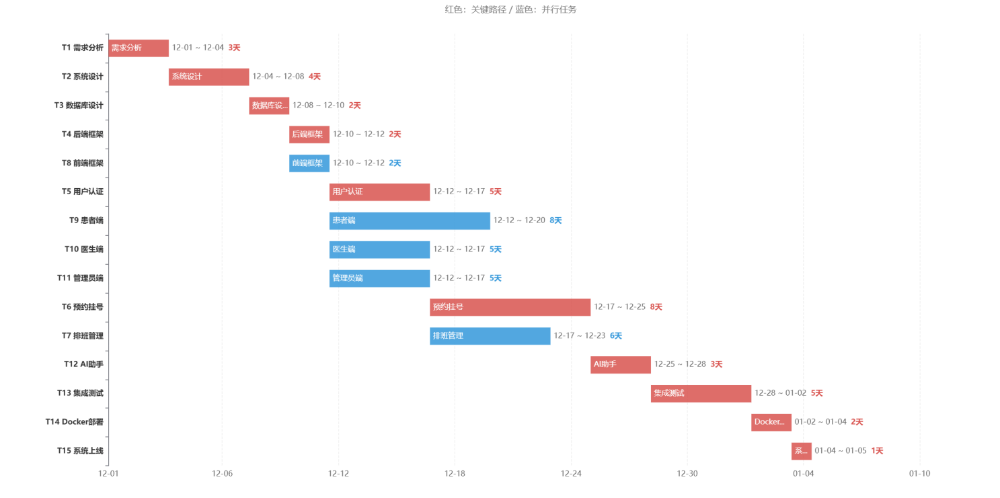 红色：关键路径 / 蓝色：并行任务
T1 需求分析 需求分析 12-01 ~ 12-04 3天
T2 系统设计 系统设计 12-04 ~ 12-08 4天
T3 数据库设计 数据库设... 12-08 ~ 12-10 2天
T4 后端框架 后端框架 12-10 ~ 12-12 2天
T8 前端框架 前端框架 12-10 ~ 12-12 2天
T5 用户认证 用户认证 12-12 ~ 12-17 5天
T9 患者端 患者端 12-12 ~ 12-20 8天
T10 医生端 医生端 12-12 ~ 12-17 5天
T11 管理员端 管理员端 12-12 ~ 12-17 5天
T6 预约挂号 预约挂号 12-17 ~ 12-25 8天
T7 排班管理 排班管理 12-17 ~ 12-23 6天
T12 AI助手 AI助手 12-25 ~ 12-28 3天
T13 集成测试 集成测试 12-28 ~ 01-02 5天
T14 Docker部署 Docker... 01-02 ~ 01-04 2天
T15 系统上线 系... 01-04 ~ 01-05 1天
12-01 12-06 12-12 12-18 12-24 12-30 01-04 01-10